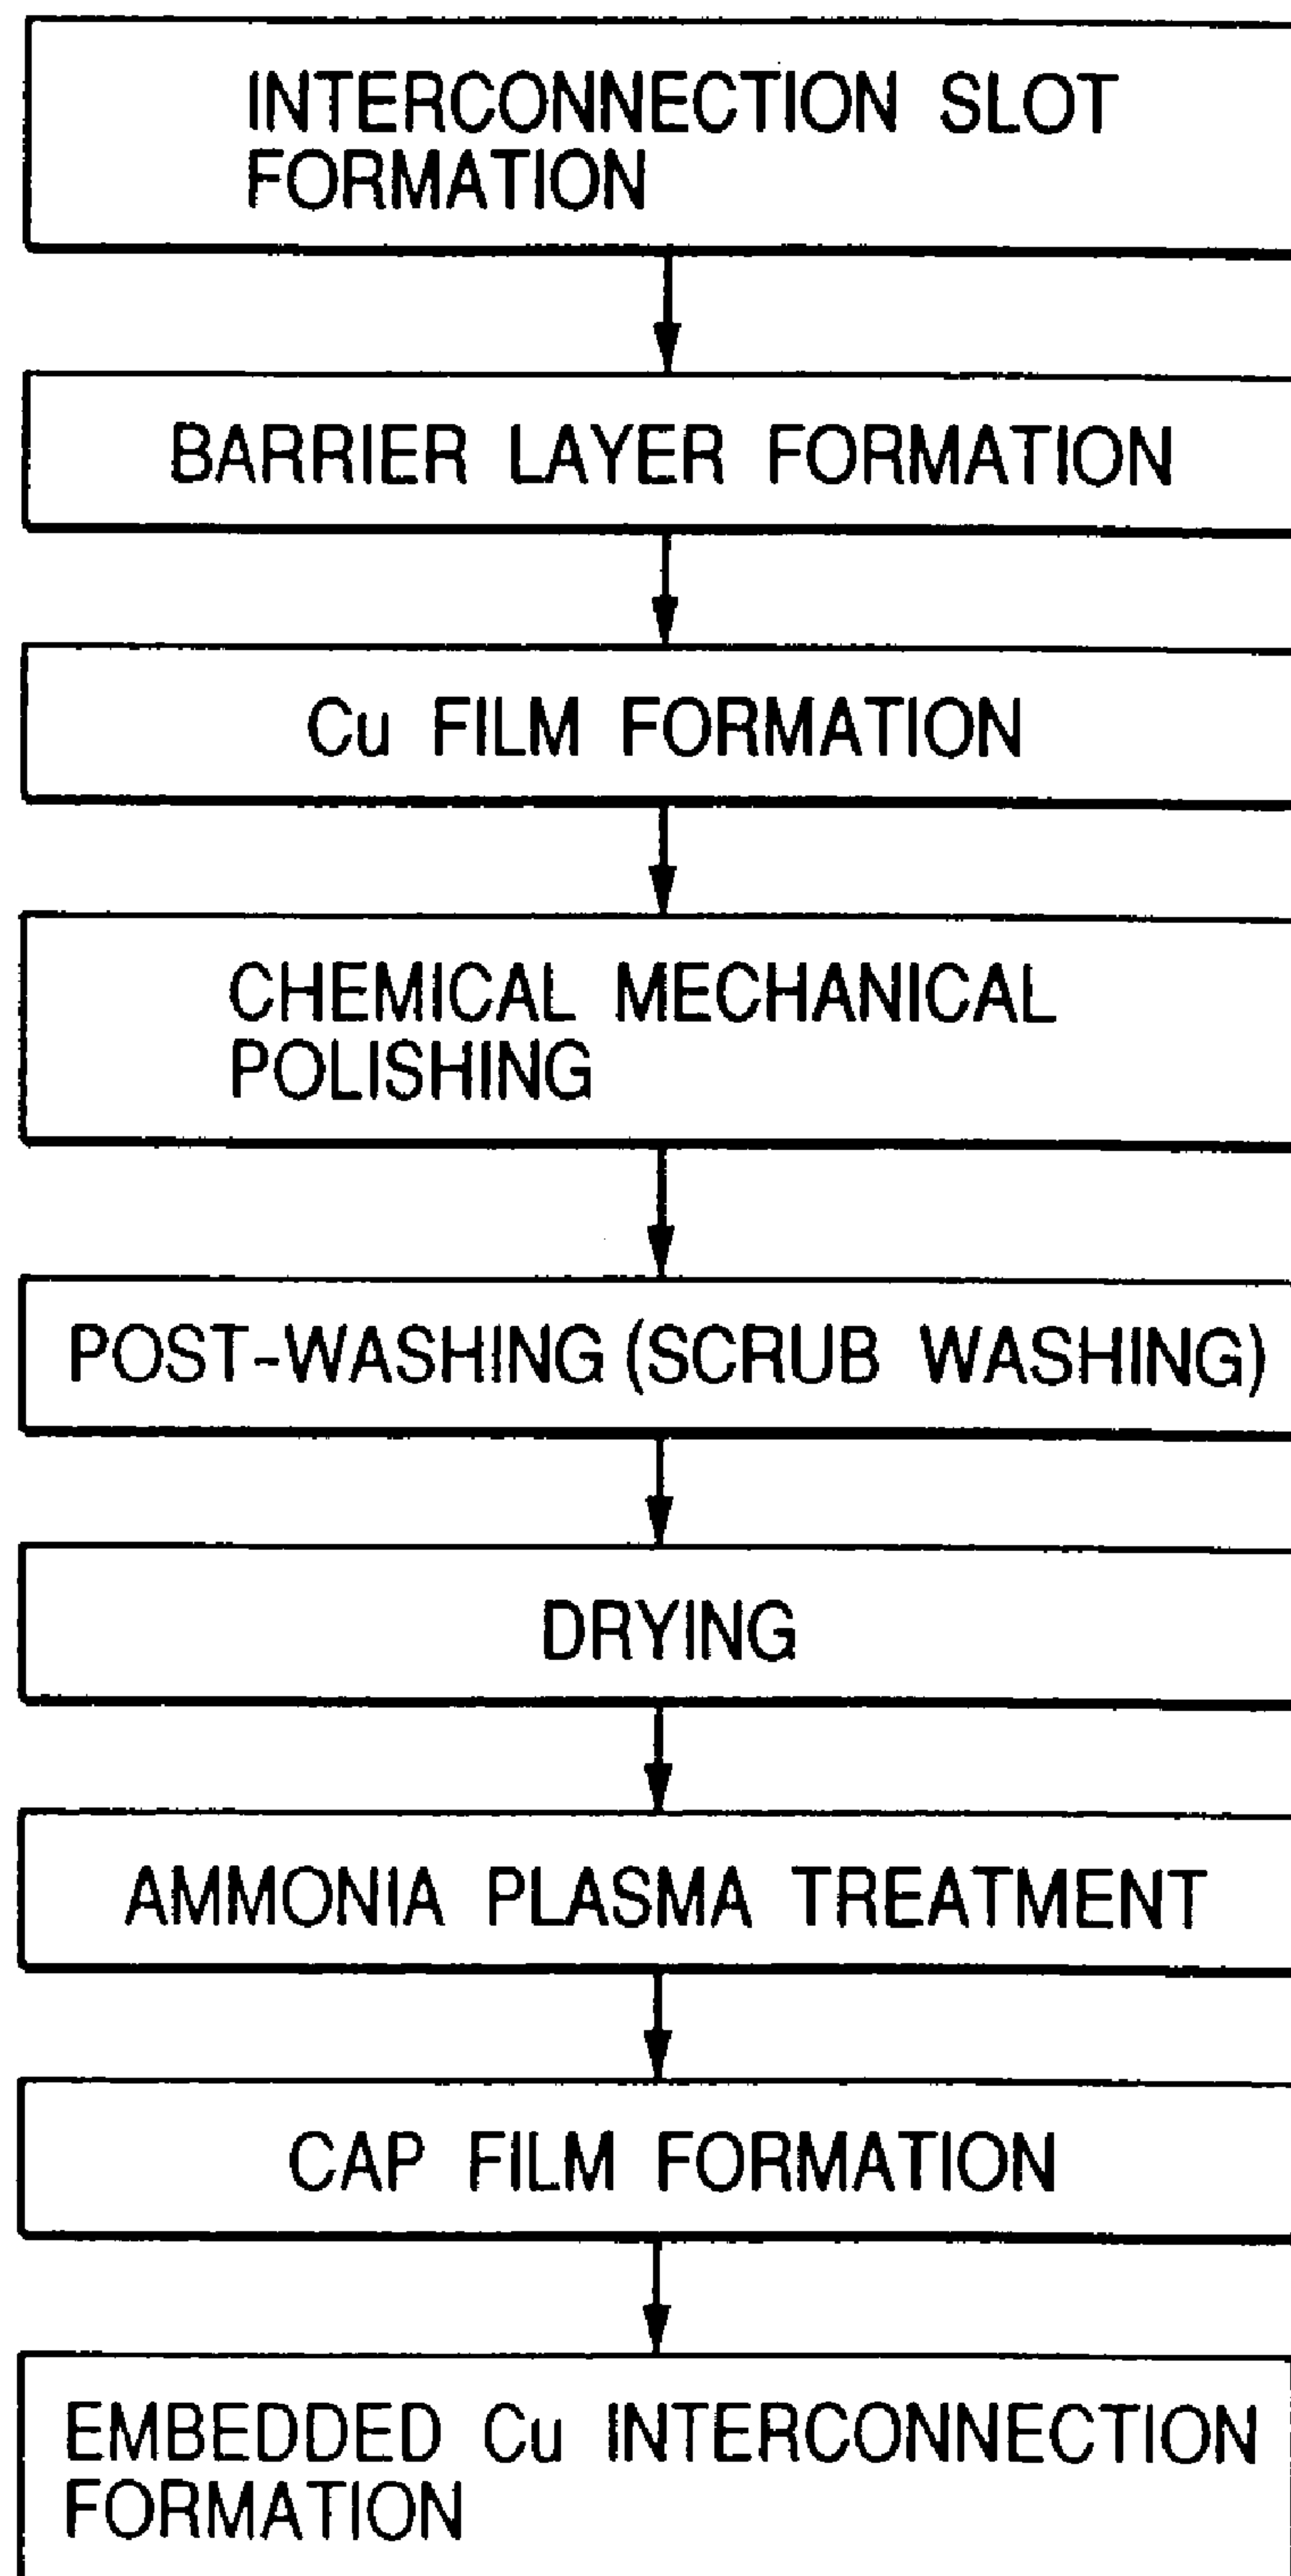 INTERCONNECTION SLOT
FORMATION
BARRIER LAYER FORMATION
Cu FILM FORMATION
CHEMICAL MECHANICAL
POLISHING
POST-WASHING (SCRUB WASHING)
DRYING
AMMONIA PLASMA TREATMENT
CAP FILM FORMATION
EMBEDDED Cu INTERCONNECTION
FORMATION